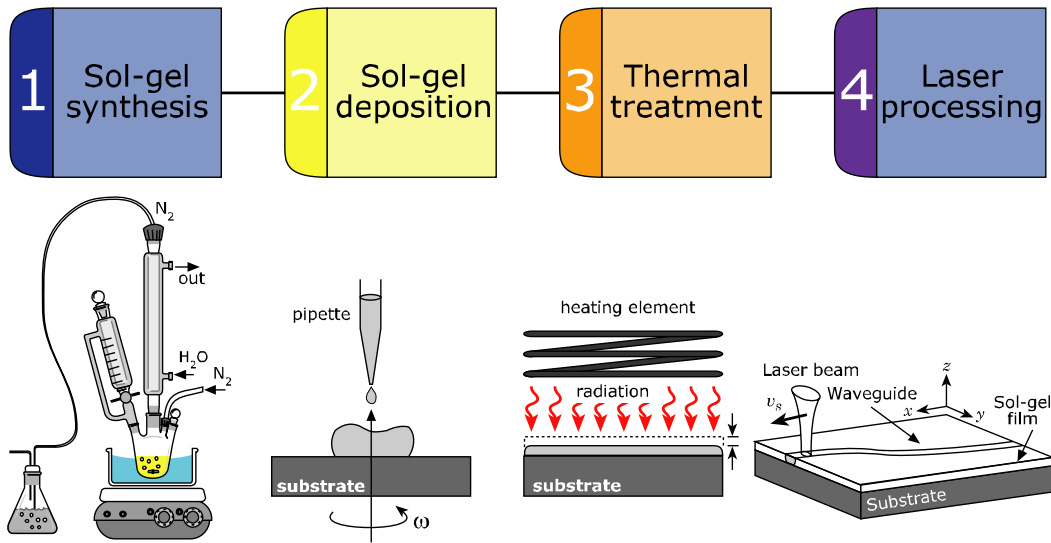 1
Sol-gel
synthesis
2
Sol-gel
deposition
3
Thermal
treatment
4
Laser
processing
N₂
out
H₂O
N₂
pipette
substrate
ω
heating element
radiation
substrate
Laser beam
Waveguide
vₛ
x
z
y
Sol-gel
film
Substrate